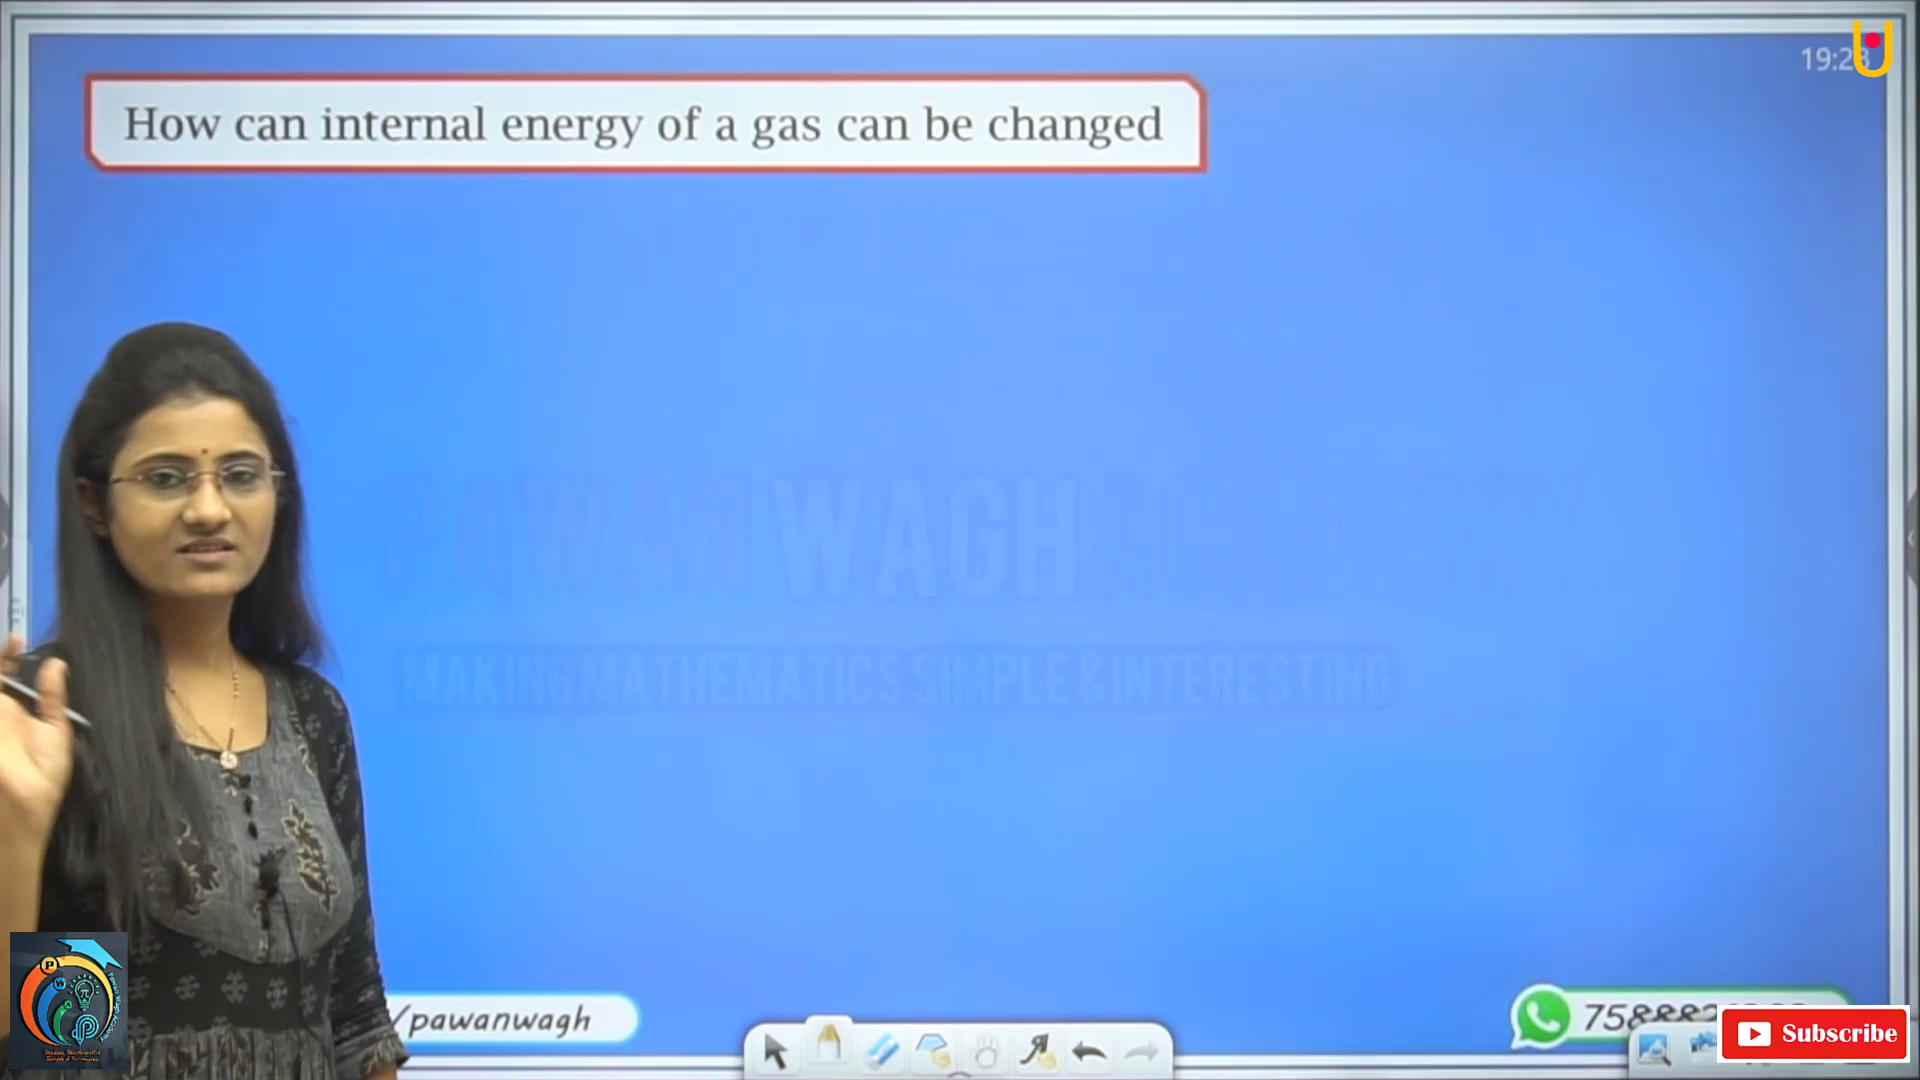 How can internal energy of a gas can be changed
PAWAN WAGH ACADEMY
MAKING MATHEMATICS SIMPLE & INTERESTING
/pawanwagh
Subscribe